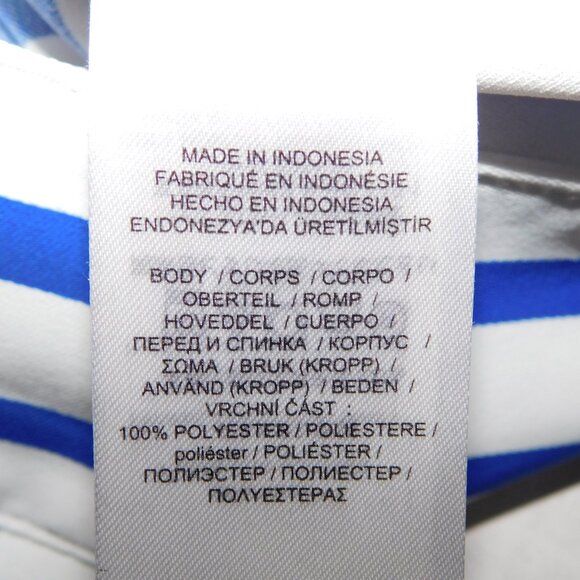 MADE IN INDONESIA
FABRIQUÉ EN INDONÉSIE
HECHO EN INDONESIA
ENDONEZYA'DA ÜRETİLMİŞTİR
BODY / CORPS / CORPO /
OBERTEIL / ROMP /
HOVEDDEL / CUERPO /
ПЕРЕД И СПИНКА / КОРПУС /
ΣΩΜΑ / BRUK (KROPP) /
ANVÄND (KROPP) / BEDEN /
VRCHNÍ ČÁST :
100% POLYESTER / POLIESTERE /
poliéster / POLIÉSTER /
ПОЛИЭСТЕР / ПОЛИЕСТЕР /
ΠΟΛΥΕΣΤΕΡΑΣ